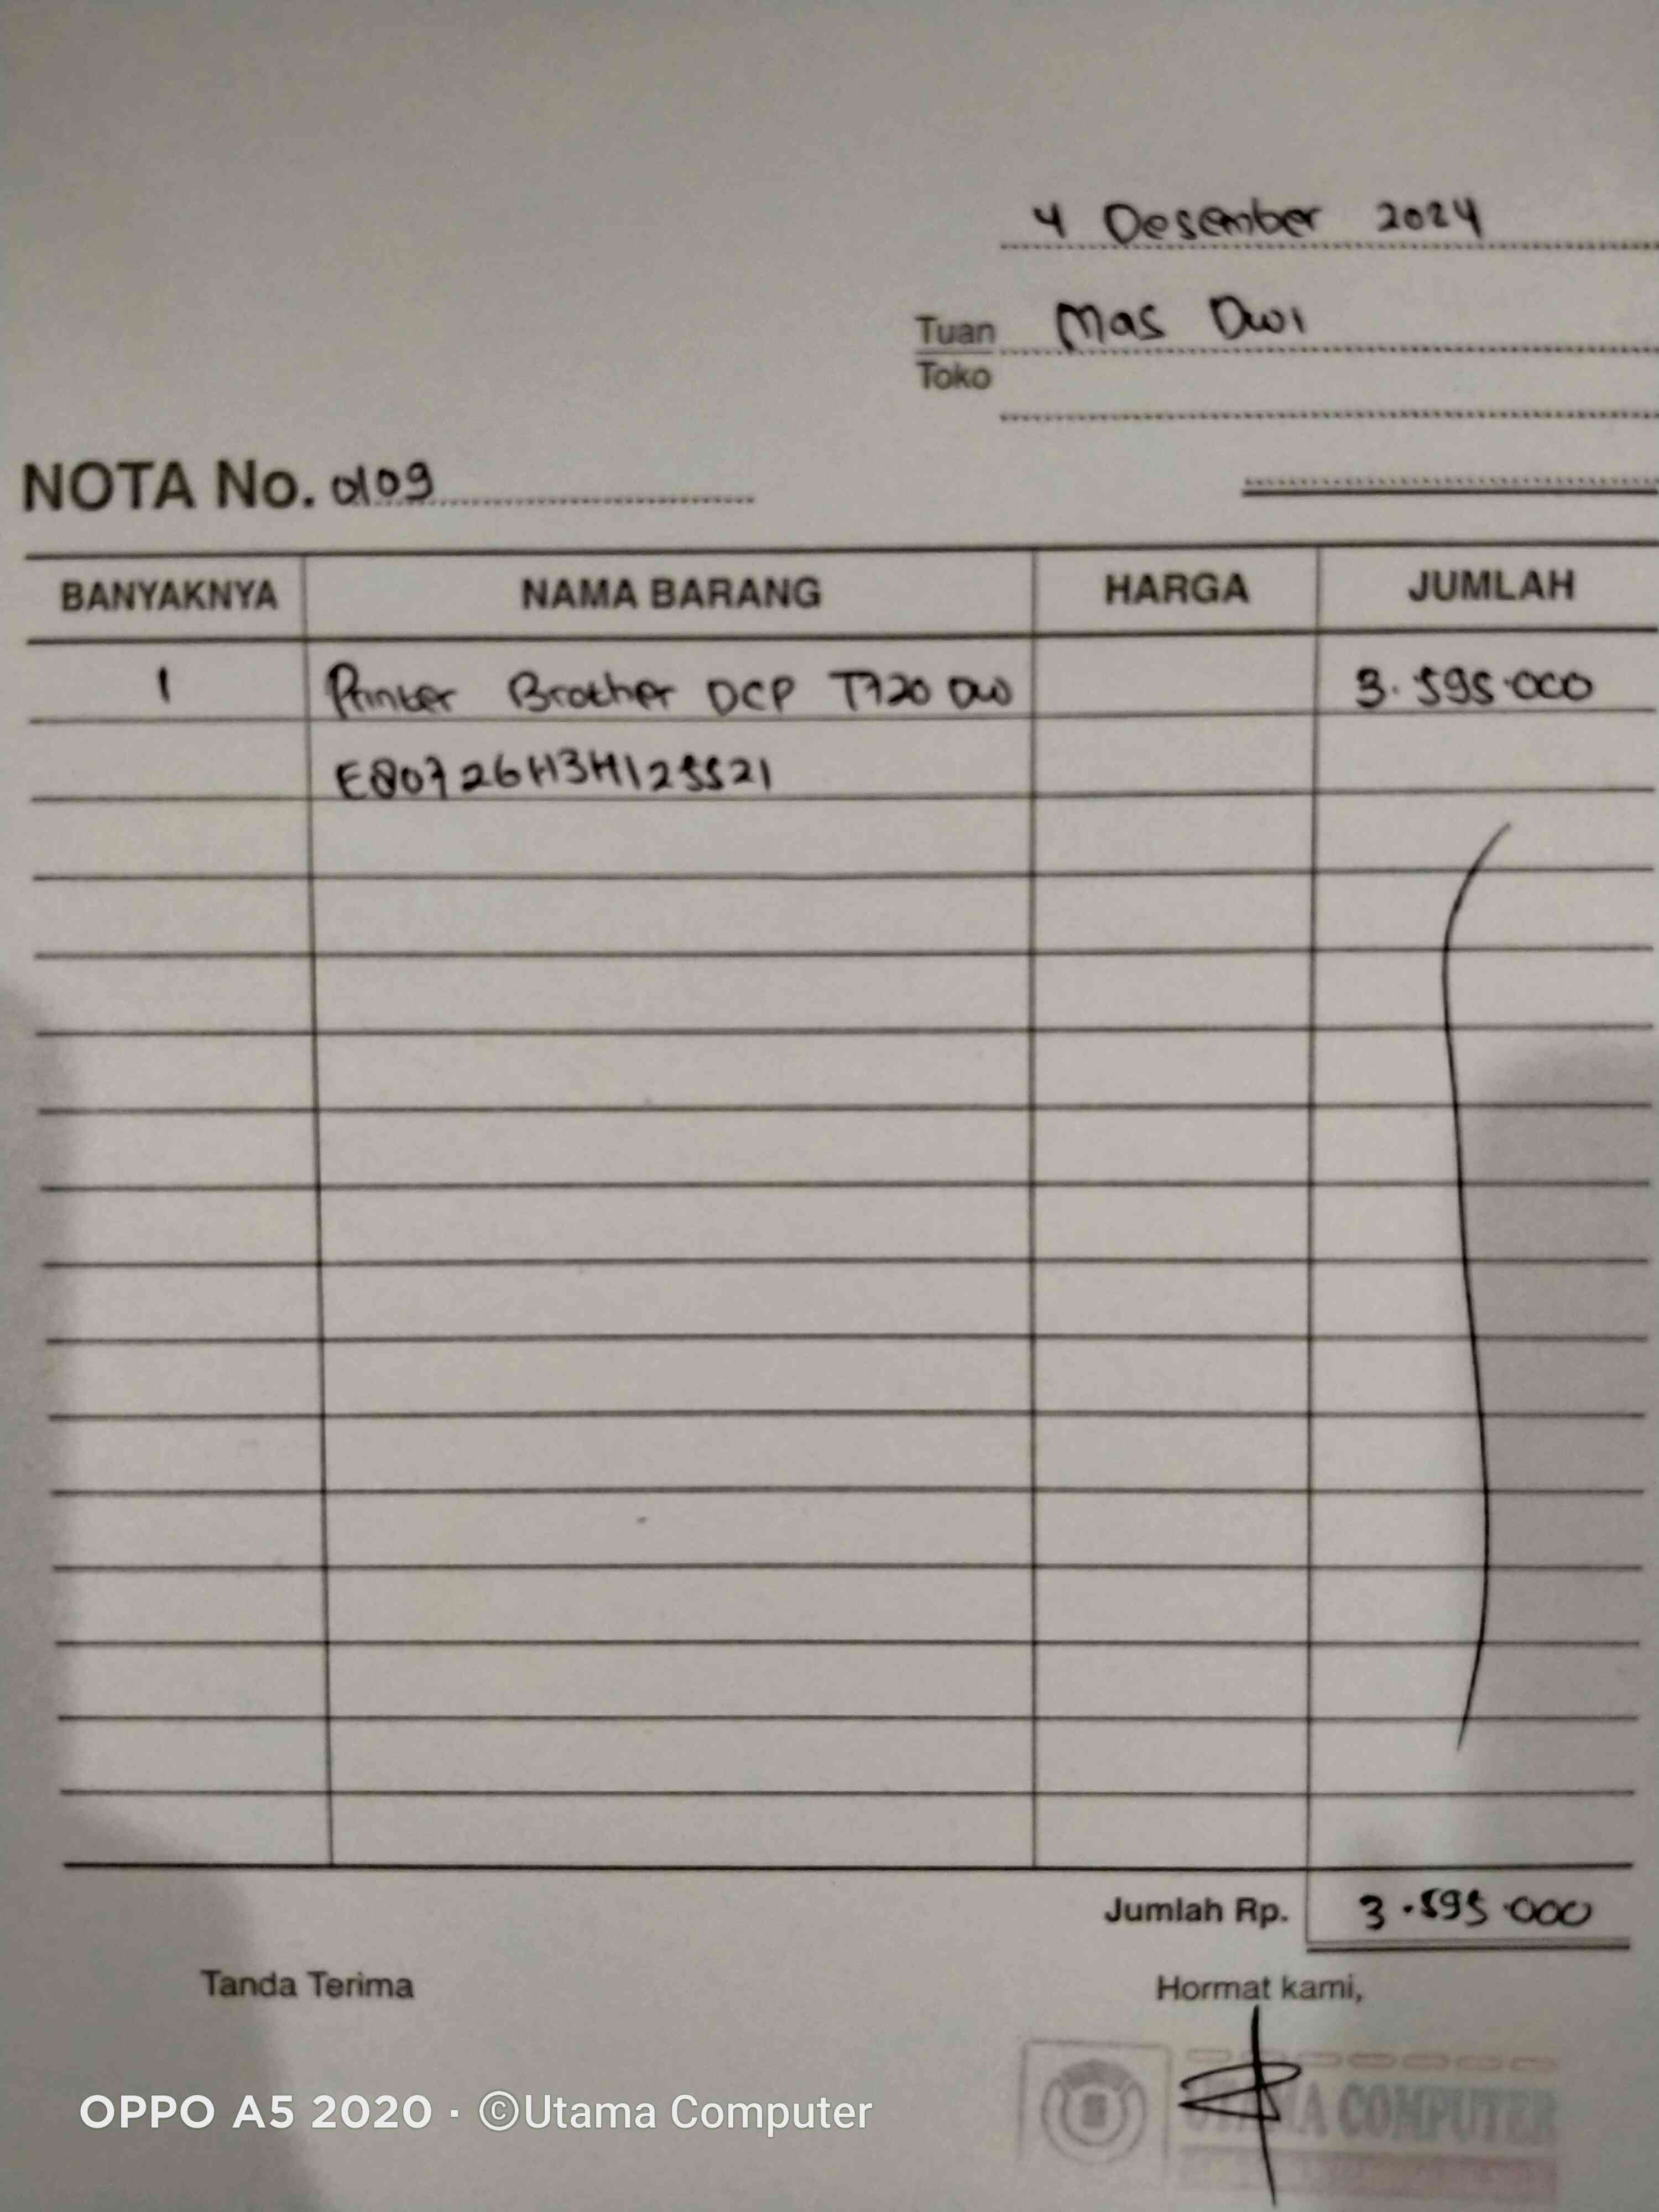 4 Desember 2024
Tuan Mas Dwi
Toko
NOTA No. 0109
BANYAKNYA NAMA BARANG HARGA JUMLAH
1 Printer Brother DCP T720 DW 3.595.000
E80726H3H125521
Jumlah Rp. 3.595.000
Tanda Terima Hormat kami,
COMPUTER
OPPO A5 2020 · ©Utama Computer